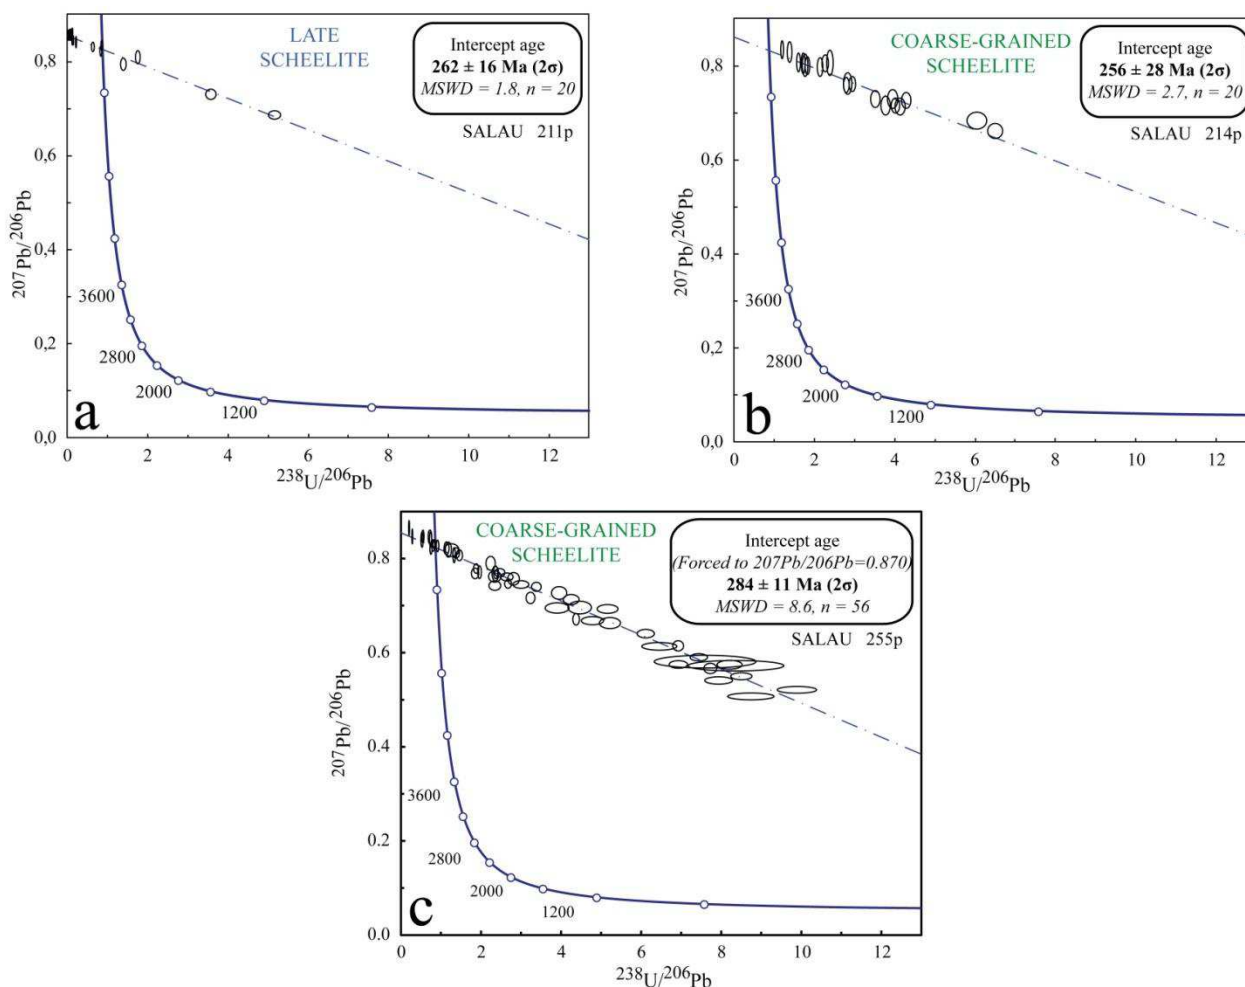 a
LATE
SCHEELITE
Intercept age
262 ± 16 Ma (2σ)
MSWD = 1.8, n = 20
SALAU 211p
0,8
0,6
0,4
0,2
0,0
²⁰⁷Pb/²⁰⁶Pb
3600
2800
2000
1200
0 2 4 6 8 10 12
²³⁸U/²⁰⁶Pb
b
COARSE-GRAINED
SCHEELITE
Intercept age
256 ± 28 Ma (2σ)
MSWD = 2.7, n = 20
SALAU 214p
0,8
0,6
0,4
0,2
0,0
²⁰⁷Pb/²⁰⁶Pb
3600
2800
2000
1200
0 2 4 6 8 10 12
²³⁸U/²⁰⁶Pb
c
COARSE-GRAINED
SCHEELITE
Intercept age
(Forced to 207Pb/206Pb=0.870)
284 ± 11 Ma (2σ)
MSWD = 8.6, n = 56
SALAU 255p
0.8
0.6
0.4
0.2
0.0
²⁰⁷Pb/²⁰⁶Pb
3600
2800
2000
1200
0 2 4 6 8 10 12
²³⁸U/²⁰⁶Pb